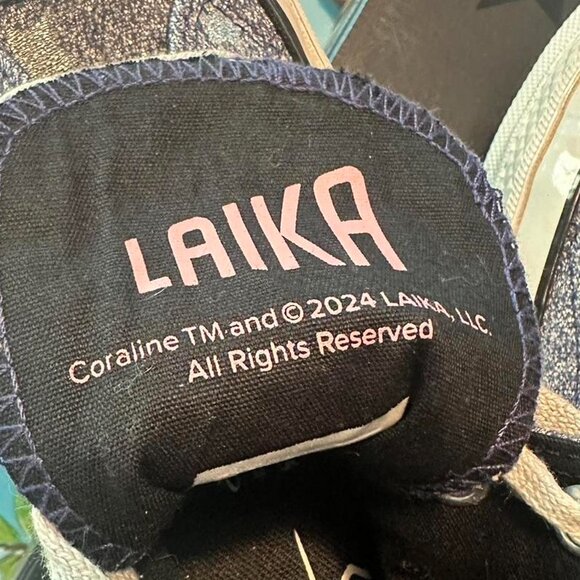 LAIKA
Coraline TM and © 2024 LAIKA, LLC.
All Rights Reserved